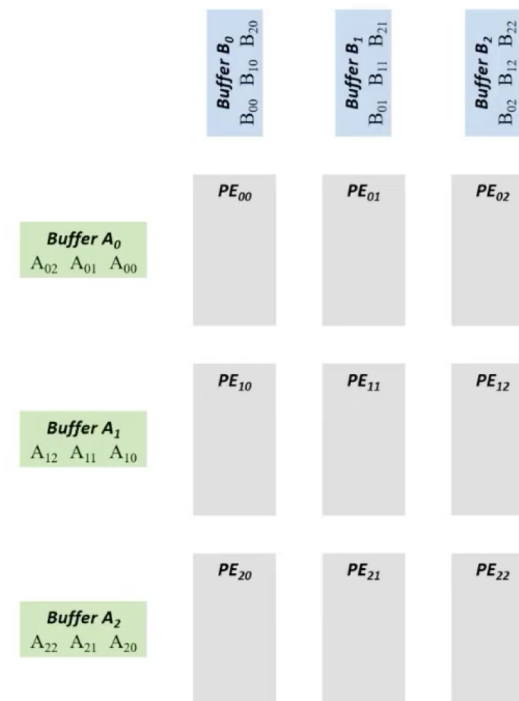 Buffer B₀
B₀₀ B₁₀ B₂₀
Buffer B₁
B₀₁ B₁₁ B₂₁
Buffer B₂
B₀₂ B₁₂ B₂₂
PE₀₀
PE₀₁
PE₀₂
Buffer A₀
A₀₂ A₀₁ A₀₀
PE₁₀
PE₁₁
PE₁₂
Buffer A₁
A₁₂ A₁₁ A₁₀
PE₂₀
PE₂₁
PE₂₂
Buffer A₂
A₂₂ A₂₁ A₂₀